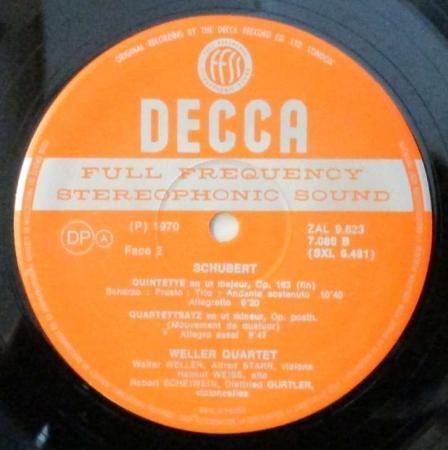 ORIGINAL RECORDING BY THE DECCA RECORD CO. LTD. LONDON
FFSS
DECCA
FULL FREQUENCY
STEREOPHONIC SOUND
(P) 1970
DP A
Face 2
ZAL 9.823
7.086 B
(SXL 6.481)
SCHUBERT
QUINTETTE en ut majeur, Op. 163 (fin)
Scherzo : Presto : Trio : Andante sostenuto 10'40
Allegretto 9'20
QUARTETTSATZ en ut mineur, Op. posth.
(Mouvement de quatuor)
Allegro assai 8'42
WELLER QUARTET
Walter WELLER, Alfred STARR, violons
Helmut WEISS, alto
Robert SCHEIWEIN, Dietfried GURTLER,
violoncelles